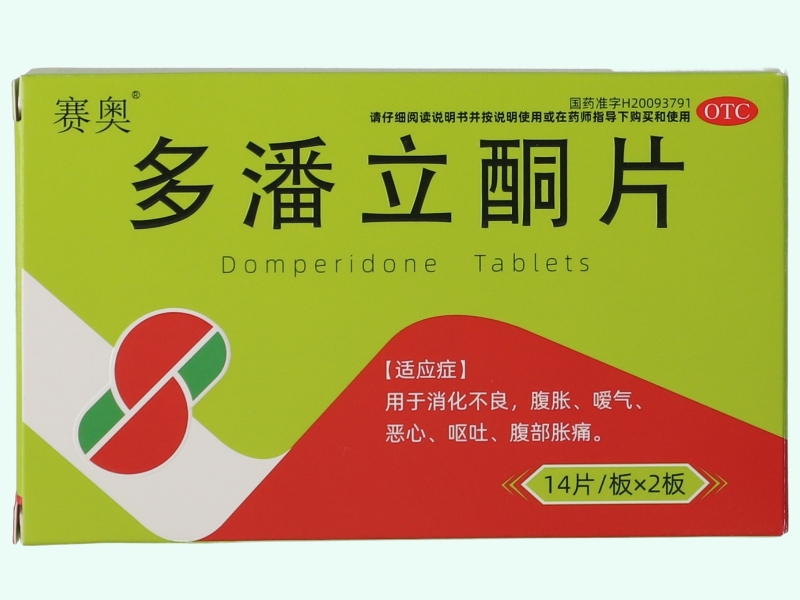 赛奥®
国药准字H20093791
请仔细阅读说明书并按说明使用或在药师指导下购买和使用
OTC
多潘立酮片
Domperidone Tablets
【适应症】
用于消化不良，腹胀、嗳气、
恶心、呕吐、腹部胀痛。
14片/板×2板